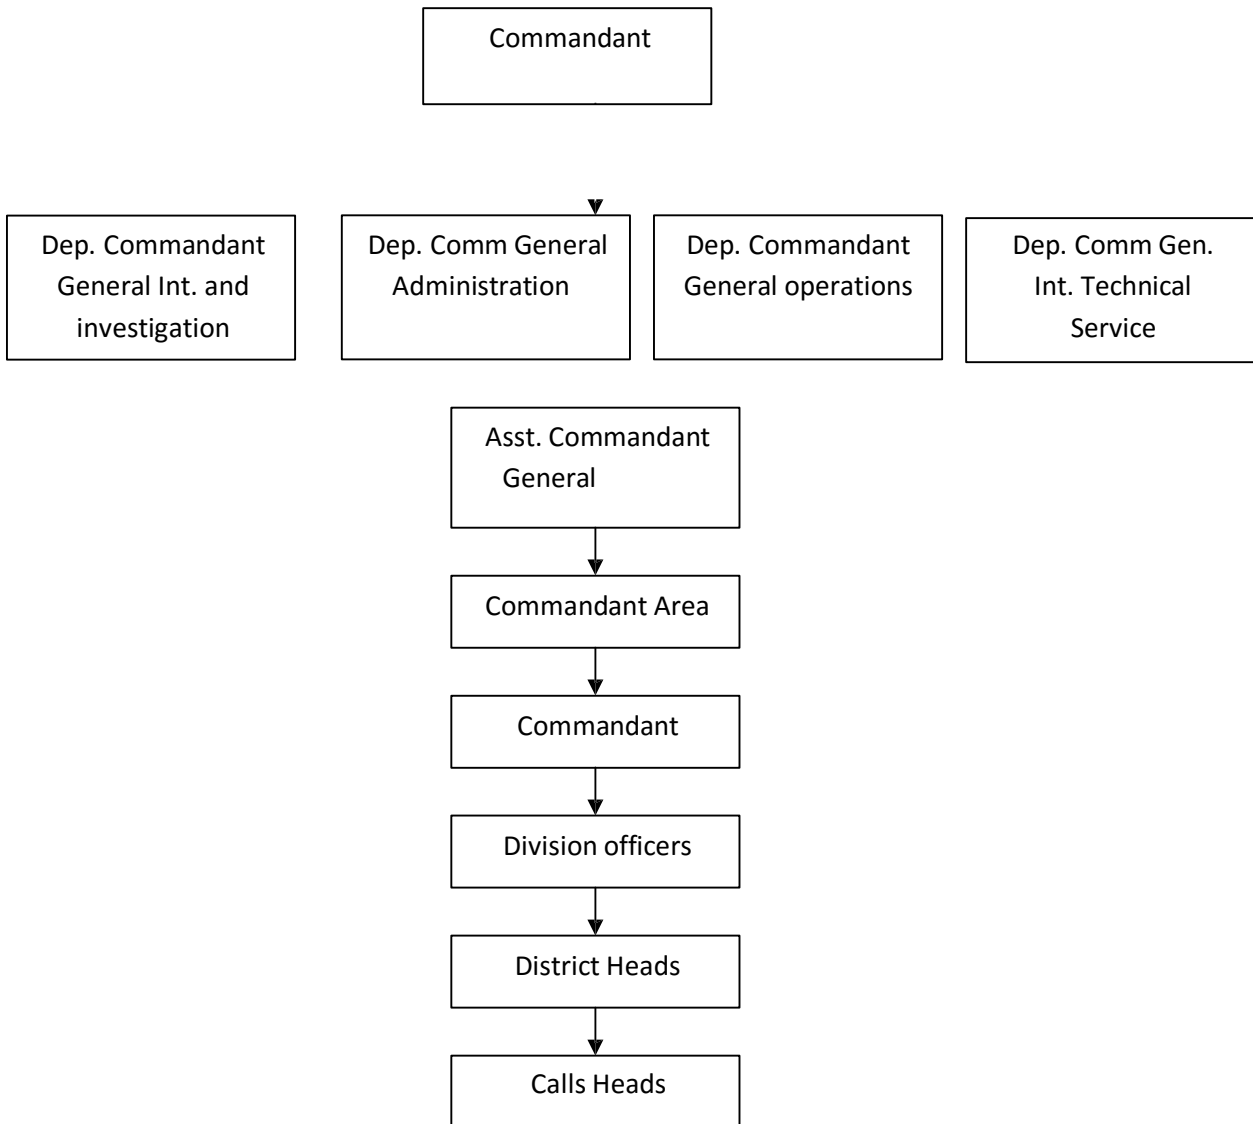 Commandant
Dep. Commandant
General Int. and
investigation
Dep. Comm General
Administration
Dep. Commandant
General operations
Dep. Comm Gen.
Int. Technical
Service
Asst. Commandant
General
Commandant Area
Commandant
Division officers
District Heads
Calls Heads